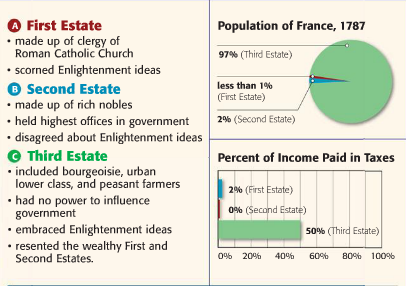 A First Estate
• made up of clergy of
Roman Catholic Church
• scorned Enlightenment ideas
B Second Estate
• made up of rich nobles
• held highest offices in government
• disagreed about Enlightenment ideas
C Third Estate
• included bourgeoisie, urban
lower class, and peasant farmers
• had no power to influence
government
• embraced Enlightenment ideas
• resented the wealthy First and
Second Estates.
Population of France, 1787
97% (Third Estate)
less than 1%
(First Estate)
2% (Second Estate)
Percent of Income Paid in Taxes
2% (First Estate)
0% (Second Estate)
50% (Third Estate)
0% 20% 40% 60% 80% 100%